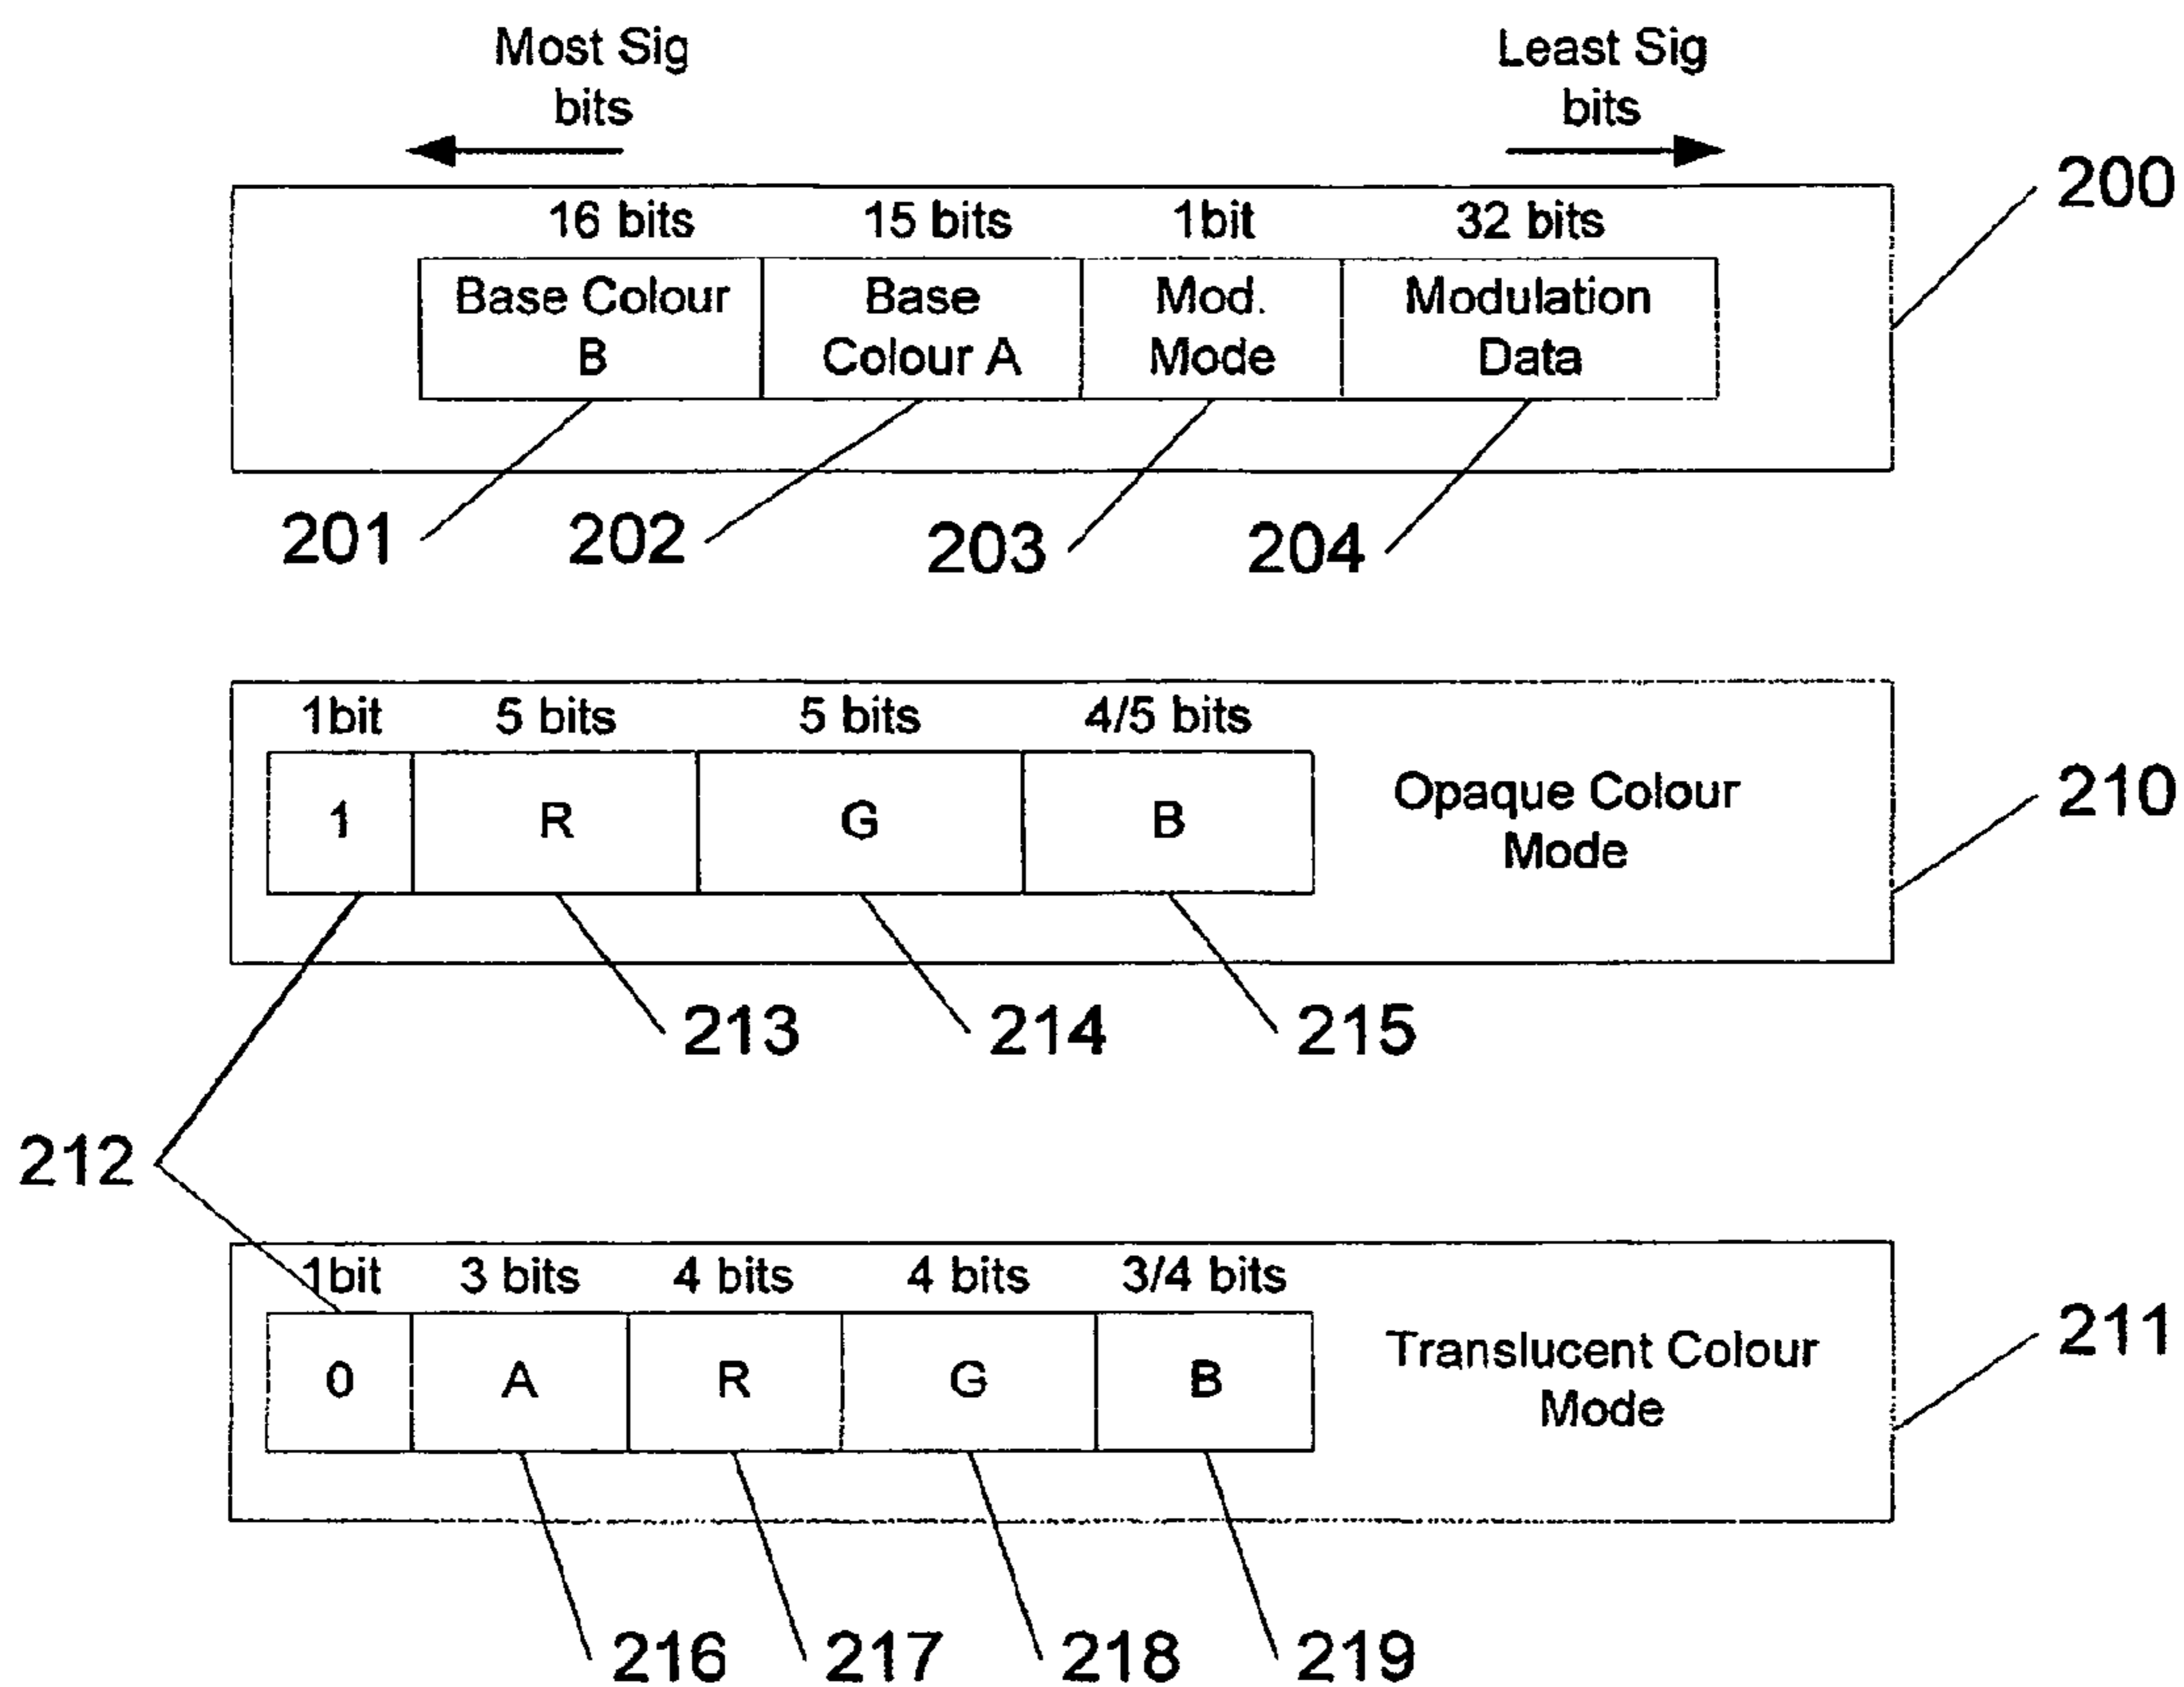 Most Sig
bits
Least Sig
bits
200
16 bits 15 bits 1bit 32 bits
Base Colour
B
Base
Colour A
Mod.
Mode
Modulation
Data
201 202 203 204
1bit 5 bits 5 bits 4/5 bits
1 R G B
Opaque Colour
Mode
210
213 214 215
212
1bit 3 bits 4 bits 4 bits 3/4 bits
0 A R G B
Translucent Colour
Mode
211
216 217 218 219